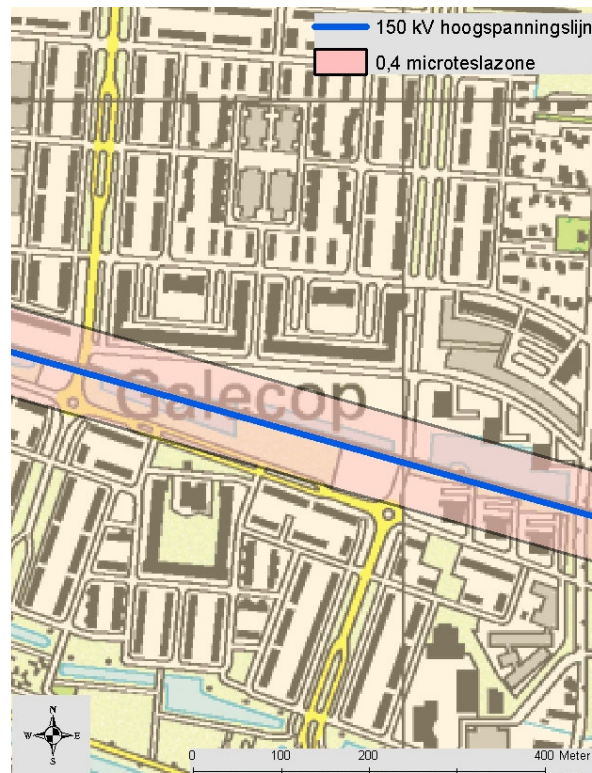 150 kV hoogspanningslijn
0,4 microteslazone
Galecop
N
W E
S
0 100 200 400 Meter